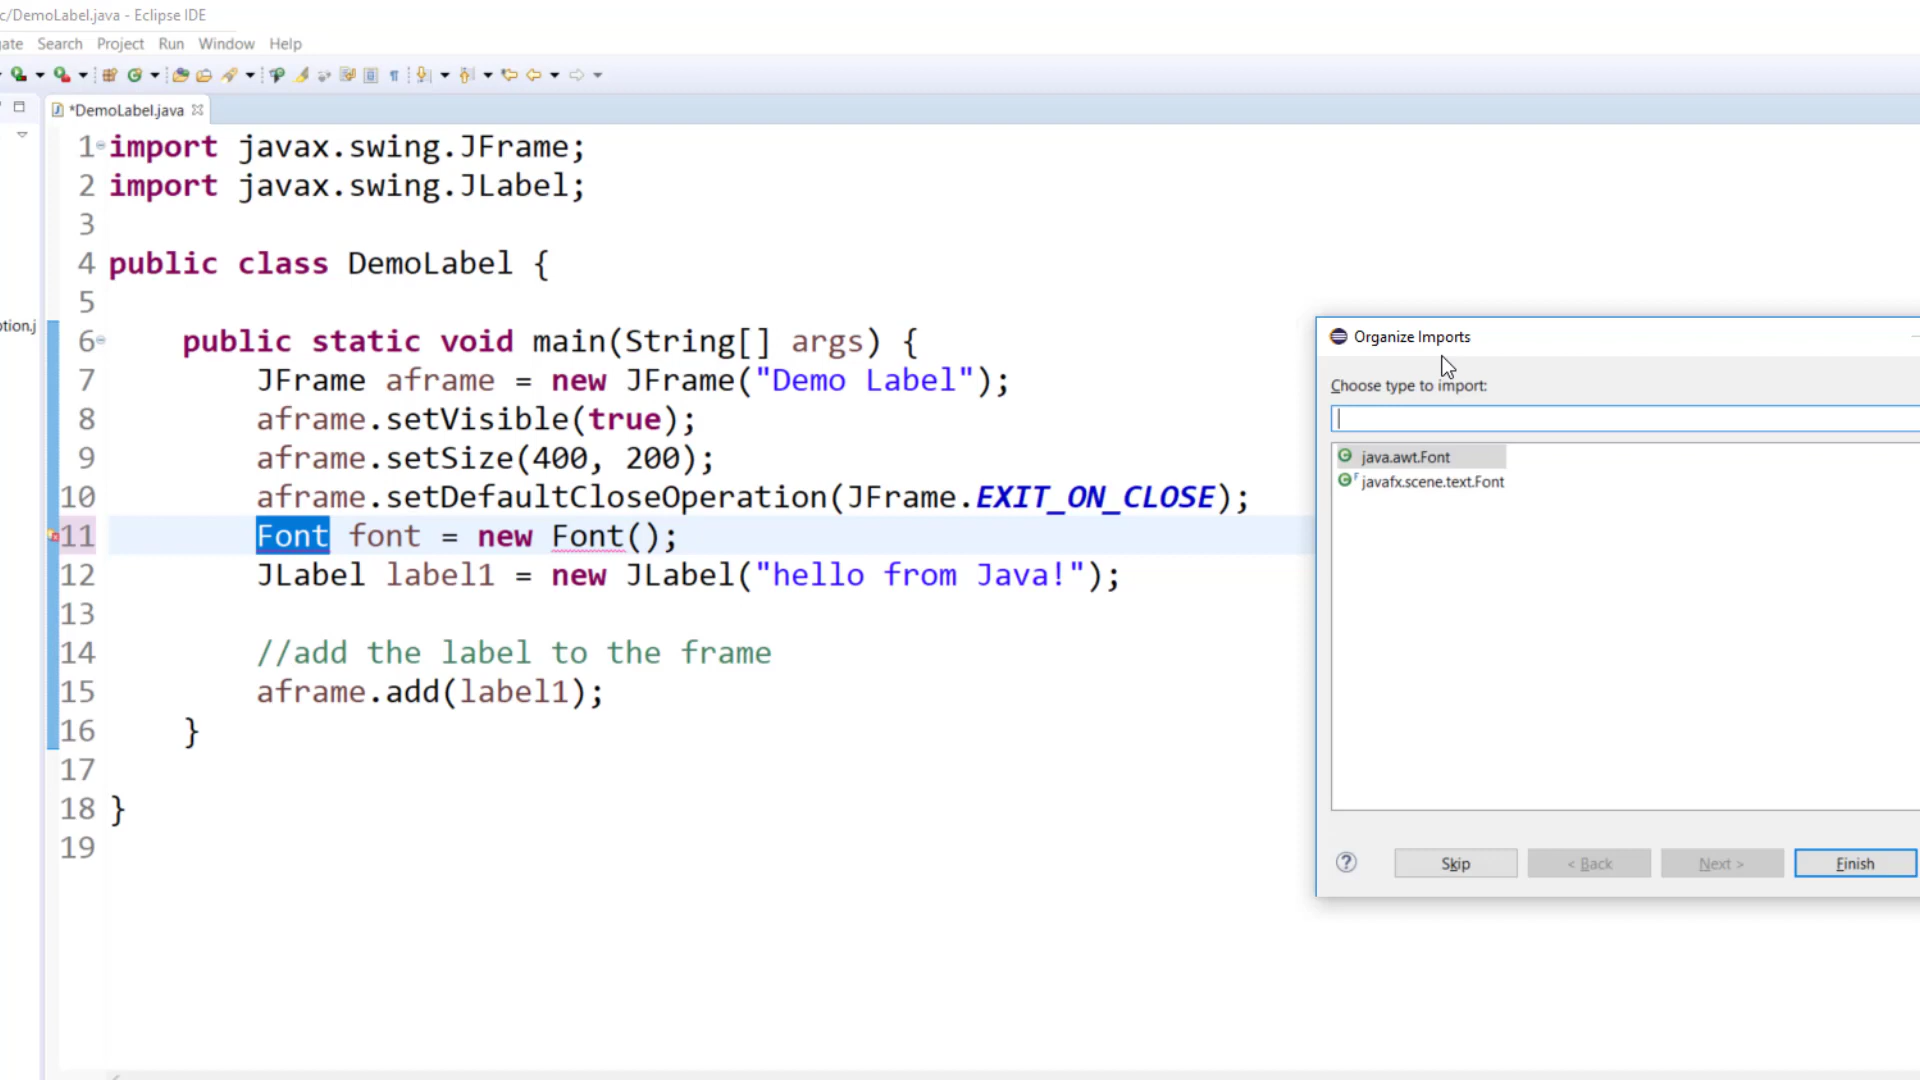 c/DemoLabel.java - Eclipse IDE
gate Search Project Run Window Help
*DemoLabel.java
1 import javax.swing.JFrame;
2 import javax.swing.JLabel;
3
4 public class DemoLabel {
5
ption.j
6 public static void main(String[] args) {
7 JFrame aframe = new JFrame("Demo Label");
8 aframe.setVisible(true);
9 aframe.setSize(400, 200);
10 aframe.setDefaultCloseOperation(JFrame.EXIT_ON_CLOSE);
11 Font font = new Font();
12 JLabel label1 = new JLabel("hello from Java!");
13
14 //add the label to the frame
15 aframe.add(label1);
16 }
17
18 }
19
Organize Imports
Choose type to import:
java.awt.Font
javafx.scene.text.Font
Skip < Back Next > Finish